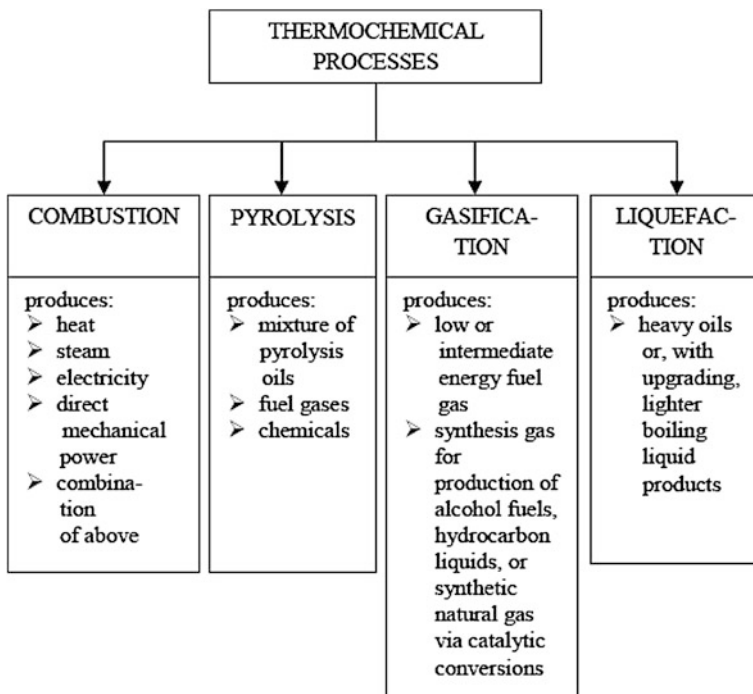 THERMOCHEMICAL
PROCESSES
COMBUSTION
produces:
➢ heat
➢ steam
➢ electricity
➢ direct
mechanical
power
➢ combina-
tion
of above
PYROLYSIS
produces:
➢ mixture of
pyrolysis
oils
➢ fuel gases
➢ chemicals
GASIFICA-
TION
produces:
➢ low or
intermediate
energy fuel
gas
➢ synthesis gas
for
production of
alcohol fuels,
hydrocarbon
liquids, or
synthetic
natural gas
via catalytic
conversions
LIQUEFAC-
TION
produces:
➢ heavy oils
or, with
upgrading,
lighter
boiling
liquid
products